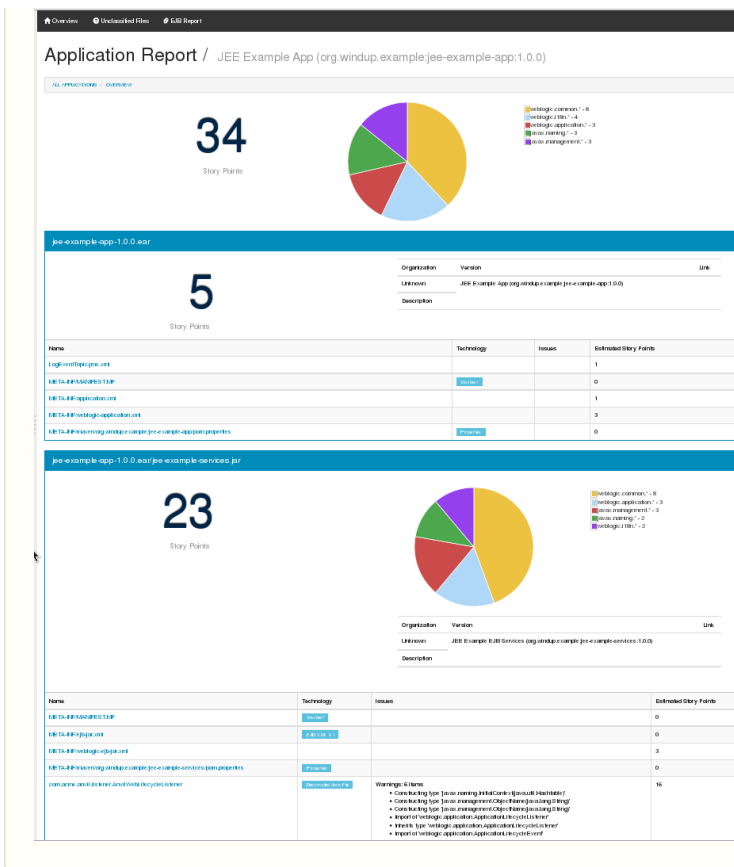 Overview Unclassified Files EJB Report
Application Report / JEE Example App (org.windup.example:jee-example-app:1.0.0)
ALL APPLICATIONS / OVERVIEW
34
Story Points
weblogic.common.* - 8
weblogic.i18n.* - 4
weblogic.application.* - 3
javax.naming.* - 3
javax.management.* - 3
jee-example-app-1.0.0.ear
5
Story Points
Organization Version Link
Unknown JEE Example App (org.windup.example:jee-example-app:1.0.0)
Description
Name Technology Issues Estimated Story Points
LogEventTopic-jms.xml 1
META-INF/MANIFEST.MF Manifest 0
META-INF/application.xml 1
META-INF/weblogic-application.xml 3
META-INF/maven/org.windup.example/jee-example-app/pom.properties Properties 0
jee-example-app-1.0.0.ear/jee-example-services.jar
23
Story Points
weblogic.common.* - 8
weblogic.application.* - 3
javax.management.* - 3
javax.naming.* - 2
weblogic.i18n.* - 2
Organization Version Link
Unknown JEE Example EJB Services (org.windup.example:jee-example-services:1.0.0)
Description
Name Technology Issues Estimated Story Points
META-INF/MANIFEST.MF Manifest 0
META-INF/ejb-jar.xml 0
META-INF/weblogic-ejb-jar.xml 3
META-INF/maven/org.windup.example/jee-example-services/pom.properties Properties 0
com.acme.anvil.listener.AnvilWebLifecycleListener Decompiled Java File Warnings: 6 items 16
Constructing type 'javax.naming.InitialContext(java.util.Hashtable)'
Constructing type 'javax.management.ObjectName(java.lang.String)'
Constructing type 'javax.management.ObjectName(java.lang.String)'
Import of 'weblogic.application.ApplicationLifecycleListener'
Inherits type 'weblogic.application.ApplicationLifecycleListener'
Import of 'weblogic.application.ApplicationLifecycleEvent'